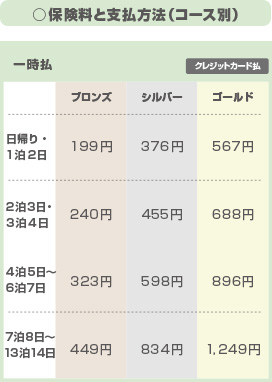 ○保険料と支払方法（コース別）
一時払 クレジットカード払
ブロンズ シルバー ゴールド
日帰り・
1泊2日 199円 376円 567円
2泊3日・
3泊4日 240円 455円 688円
4泊5日〜
6泊7日 323円 598円 896円
7泊8日〜
13泊14日 449円 834円 1,249円